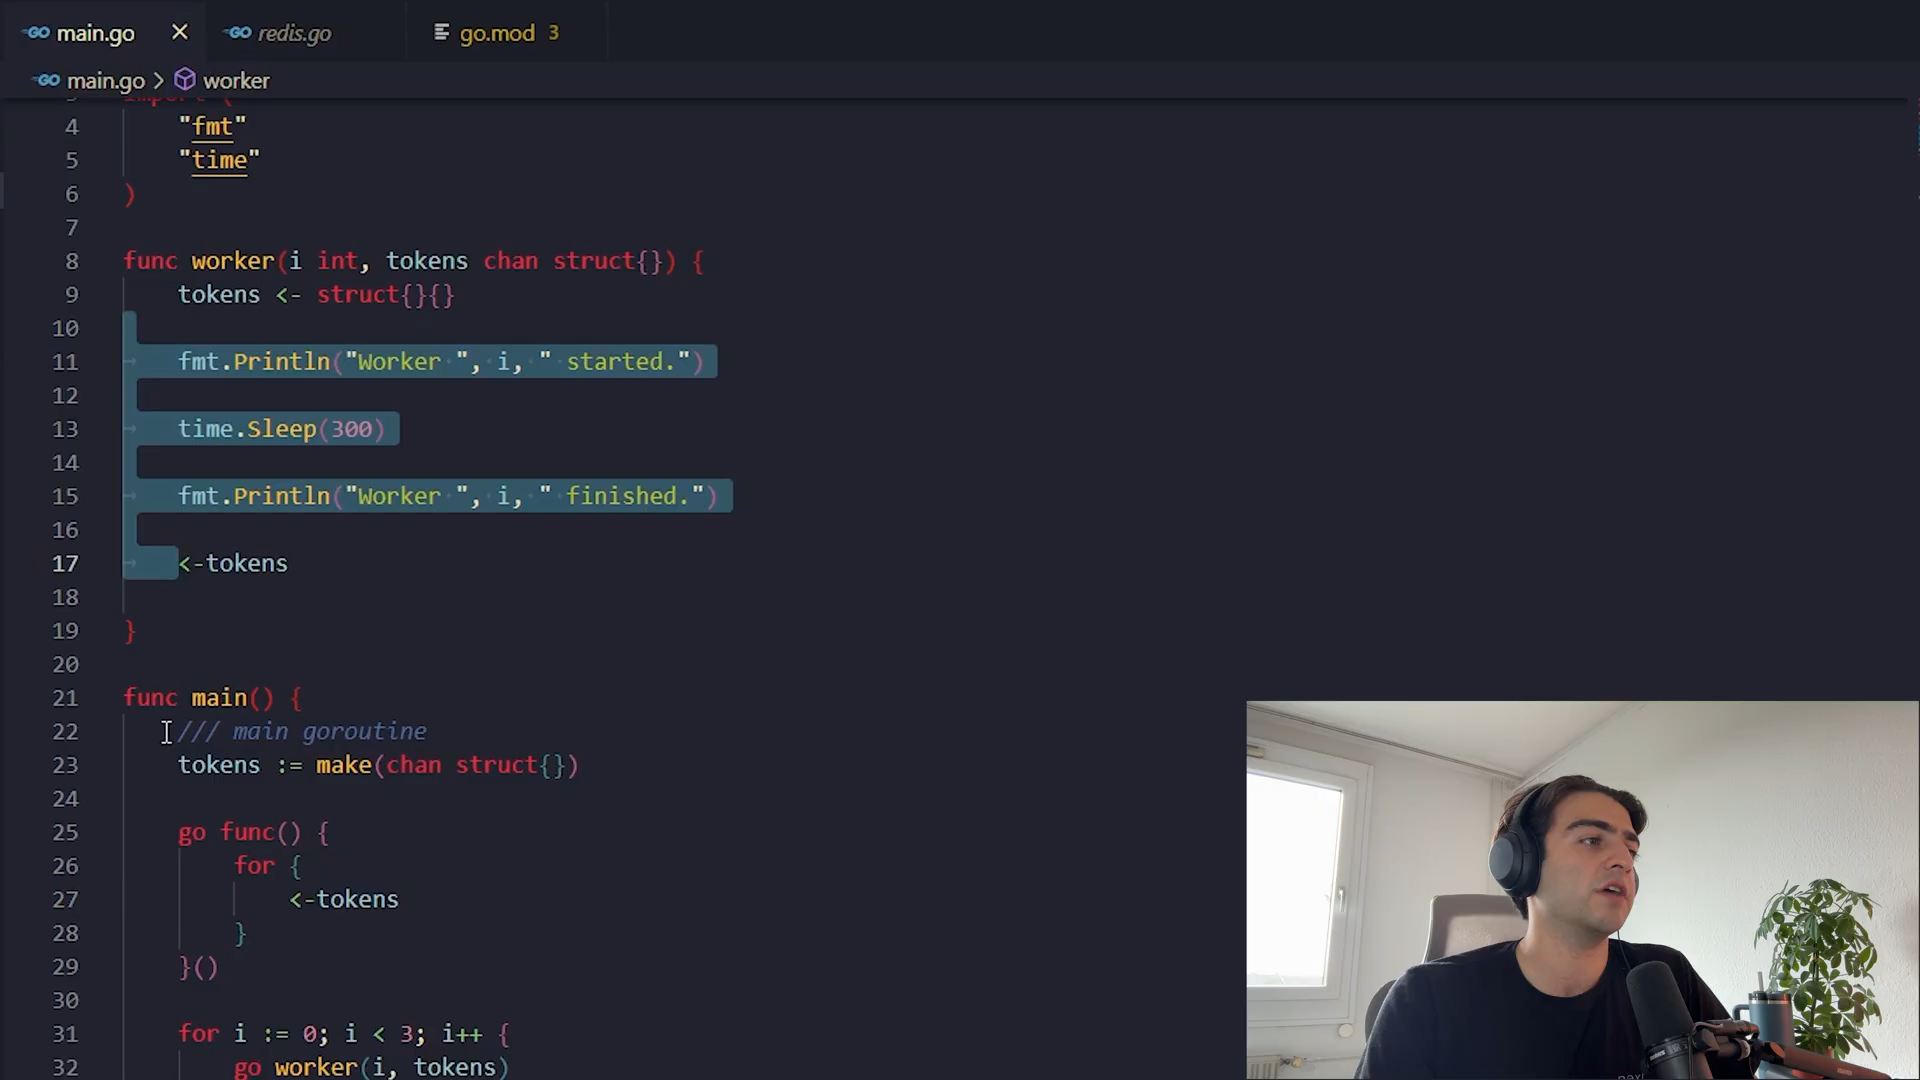 main.go
redis.go
go.mod 3
main.go > worker
import (
4 "fmt"
5 "time"
6 )
7
8 func worker(i int, tokens chan struct{}) {
9 tokens <- struct{}{}
10
11 fmt.Println("Worker ", i, " started.")
12
13 time.Sleep(300)
14
15 fmt.Println("Worker ", i, " finished.")
16
17 <-tokens
18
19 }
20
21 func main() {
22 /// main goroutine
23 tokens := make(chan struct{})
24
25 go func() {
26 for {
27 <-tokens
28 }
29 }()
30
31 for i := 0; i < 3; i++ {
32 go worker(i, tokens)